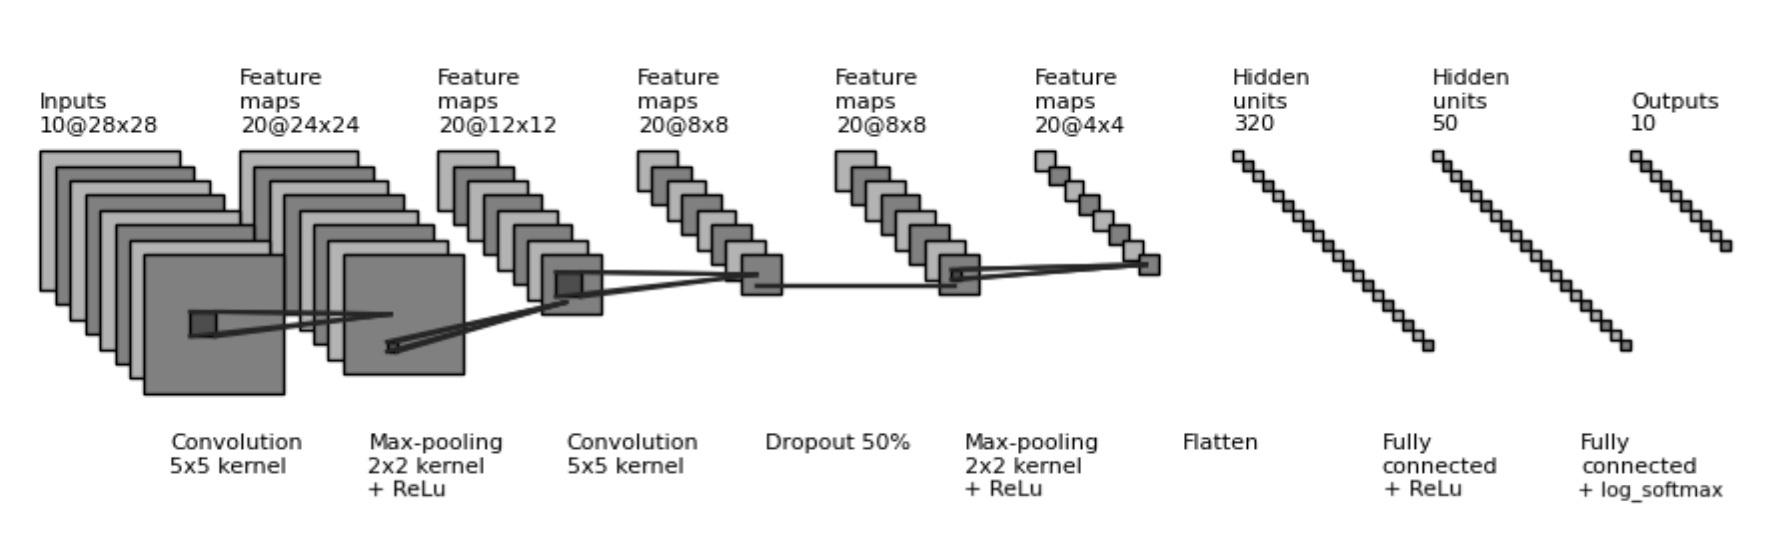 Inputs
10@28x28
Feature
maps
20@24x24
Feature
maps
20@12x12
Feature
maps
20@8x8
Feature
maps
20@8x8
Feature
maps
20@4x4
Hidden
units
320
Hidden
units
50
Outputs
10
Convolution
5x5 kernel
Max-pooling
2x2 kernel
+ ReLu
Convolution
5x5 kernel
Dropout 50%
Max-pooling
2x2 kernel
+ ReLu
Flatten
Fully
connected
+ ReLu
Fully
connected
+ log_softmax